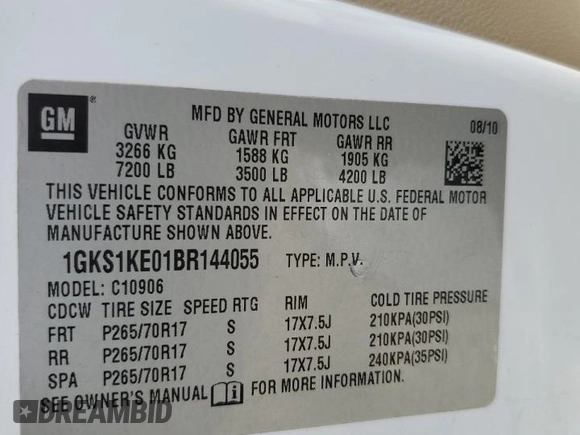 GM ®
MFD BY GENERAL MOTORS LLC 08/10
GVWR GAWR FRT GAWR RR
3266 KG 1588 KG 1905 KG
7200 LB 3500 LB 4200 LB
THIS VEHICLE CONFORMS TO ALL APPLICABLE U.S. FEDERAL MOTOR
VEHICLE SAFETY STANDARDS IN EFFECT ON THE DATE OF
MANUFACTURE SHOWN ABOVE.
1GKS1KE01BR144055 TYPE: M.P.V.
MODEL: C10906
CDCW TIRE SIZE SPEED RTG RIM COLD TIRE PRESSURE
FRT P265/70R17 S 17X7.5J 210KPA(30PSI)
RR P265/70R17 S 17X7.5J 210KPA(30PSI)
SPA P265/70R17 S 17X7.5J 240KPA(35PSI)
SEE OWNER'S MANUAL i FOR MORE INFORMATION.
DREAMBID